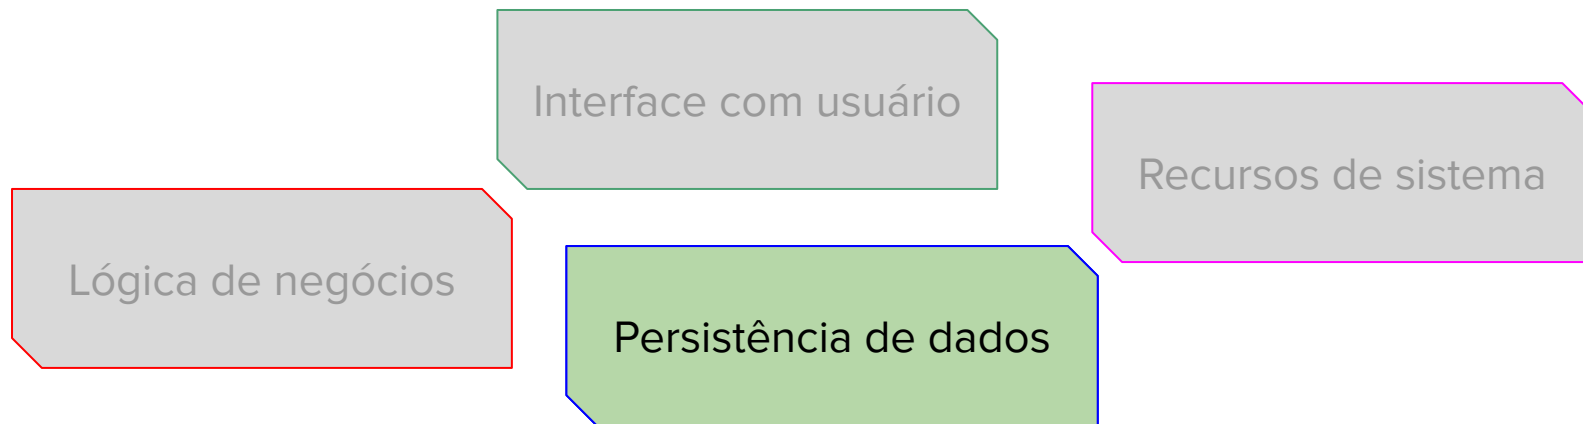 Interface com usuário
Recursos de sistema
Lógica de negócios
Persistência de dados